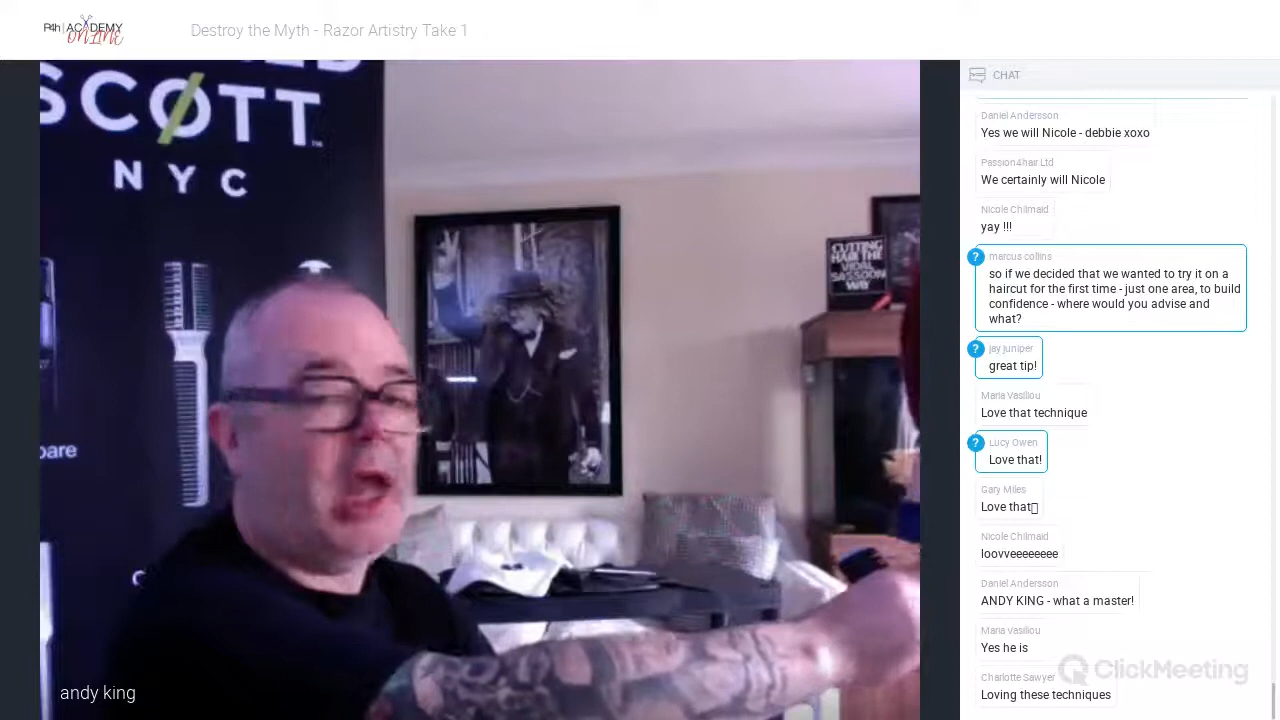 P4h | ACADEMY
ONLINE
Destroy the Myth - Razor Artistry Take 1
SCOTT
™
NYC
CUTTING
HAIR THE
VIDAL
SASSOON
WAY
andy king
CHAT
Daniel Andersson
Yes we will Nicole - debbie xoxo
Passion4hair Ltd
We certainly will Nicole
Nicole Chilmaid
yay !!!
? marcus collins
so if we decided that we wanted to try it on a
haircut for the first time - just one area, to build
confidence - where would you advise and
what?
? jay juniper
great tip!
Maria Vasiliou
Love that technique
? Lucy Owen
Love that!
Gary Miles
Love that
Nicole Chilmaid
loovveeeeeeee
Daniel Andersson
ANDY KING - what a master!
Maria Vasiliou
Yes he is
Charlotte Sawyer
Loving these techniques
ClickMeeting